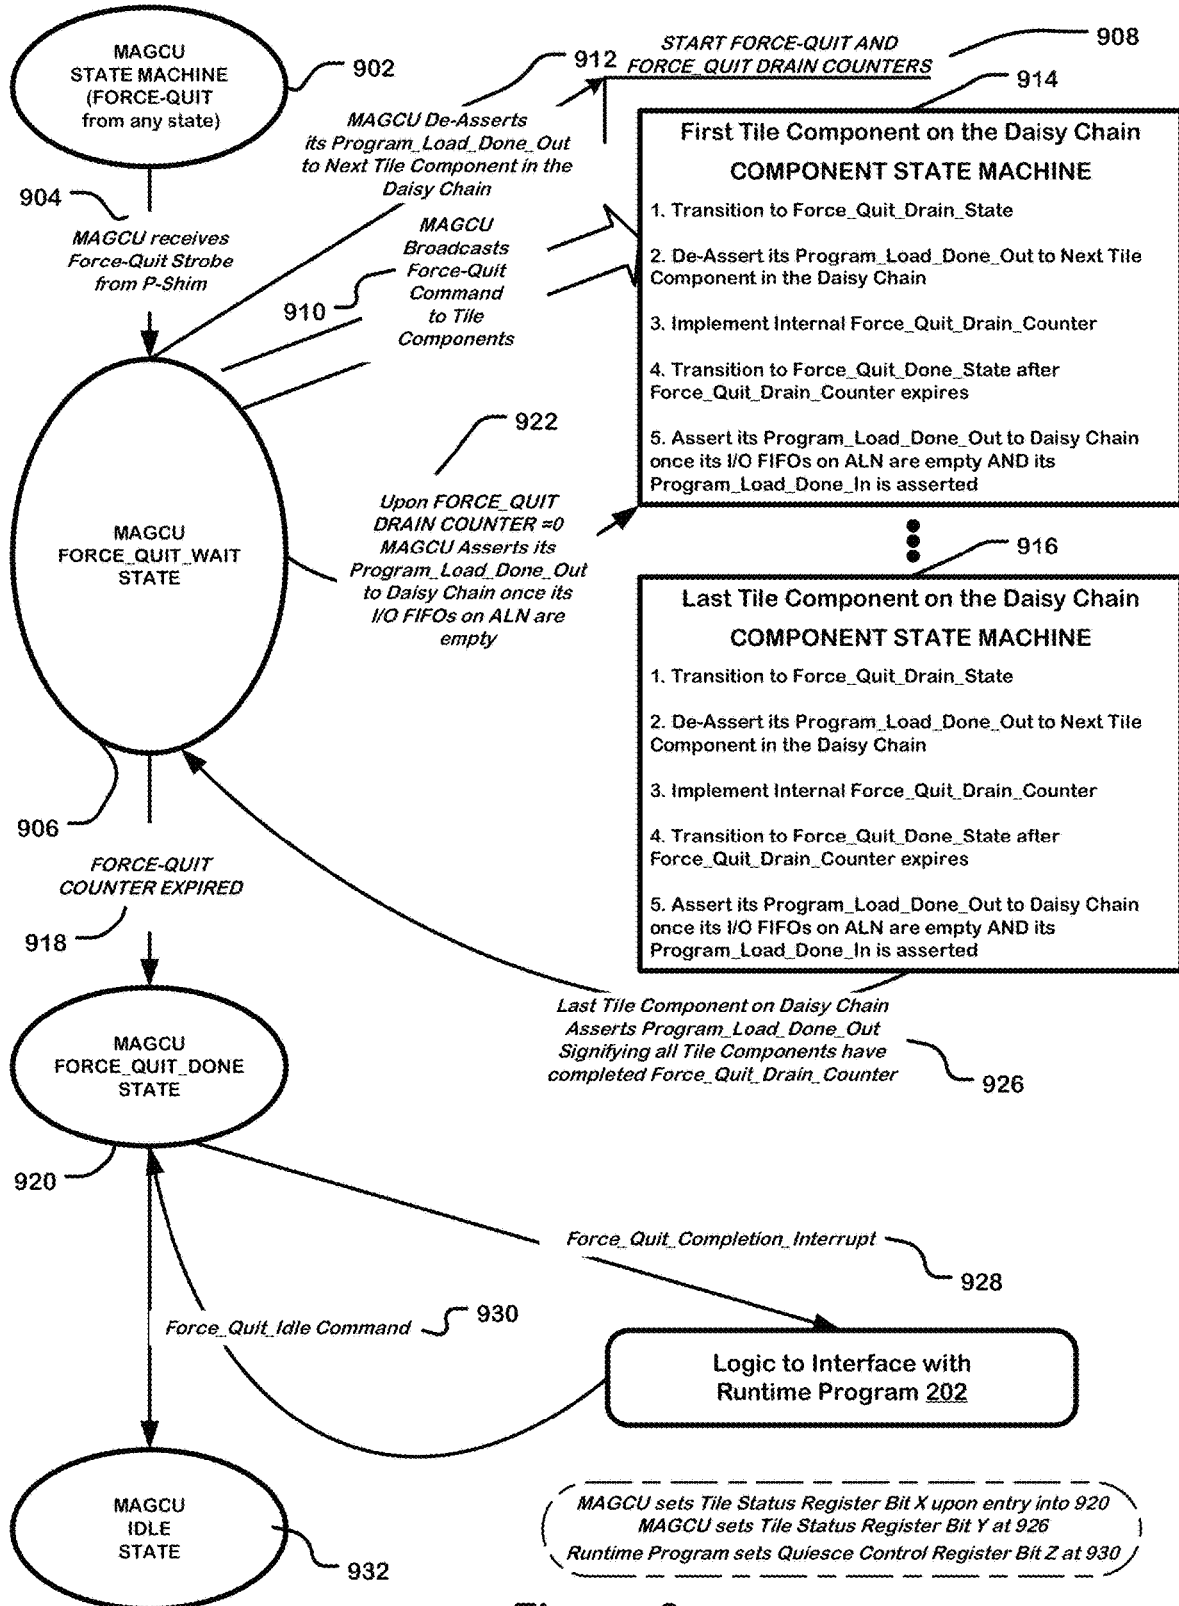 MAGCU
STATE MACHINE
(FORCE-QUIT
from any state)
902
904
MAGCU receives
Force-Quit Strobe
from P-Shim
912
MAGCU De-Asserts
its Program_Load_Done_Out
to Next Tile Component in the
Daisy Chain
START FORCE-QUIT AND
FORCE_QUIT DRAIN COUNTERS
908
910
MAGCU
Broadcasts
Force-Quit
Command
to Tile
Components
914
First Tile Component on the Daisy Chain
COMPONENT STATE MACHINE
1. Transition to Force_Quit_Drain_State
2. De-Assert its Program_Load_Done_Out to Next Tile
Component in the Daisy Chain
3. Implement Internal Force_Quit_Drain_Counter
4. Transition to Force_Quit_Done_State after
Force_Quit_Drain_Counter expires
5. Assert its Program_Load_Done_Out to Daisy Chain
once its I/O FIFOs on ALN are empty AND its
Program_Load_Done_In is asserted
MAGCU
FORCE_QUIT_WAIT
STATE
906
922
Upon FORCE_QUIT
DRAIN COUNTER =0
MAGCU Asserts its
Program_Load_Done_Out
to Daisy Chain once its
I/O FIFOs on ALN are
empty
916
Last Tile Component on the Daisy Chain
COMPONENT STATE MACHINE
1. Transition to Force_Quit_Drain_State
2. De-Assert its Program_Load_Done_Out to Next Tile
Component in the Daisy Chain
3. Implement Internal Force_Quit_Drain_Counter
4. Transition to Force_Quit_Done_State after
Force_Quit_Drain_Counter expires
5. Assert its Program_Load_Done_Out to Daisy Chain
once its I/O FIFOs on ALN are empty AND its
Program_Load_Done_In is asserted
FORCE-QUIT
COUNTER EXPIRED
918
Last Tile Component on Daisy Chain
Asserts Program_Load_Done_Out
Signifying all Tile Components have
completed Force_Quit_Drain_Counter
926
MAGCU
FORCE_QUIT_DONE
STATE
920
Force_Quit_Completion_Interrupt
928
Force_Quit_Idle Command
930
Logic to Interface with
Runtime Program 202
MAGCU
IDLE
STATE
932
MAGCU sets Tile Status Register Bit X upon entry into 920
MAGCU sets Tile Status Register Bit Y at 926
Runtime Program sets Quiesce Control Register Bit Z at 930